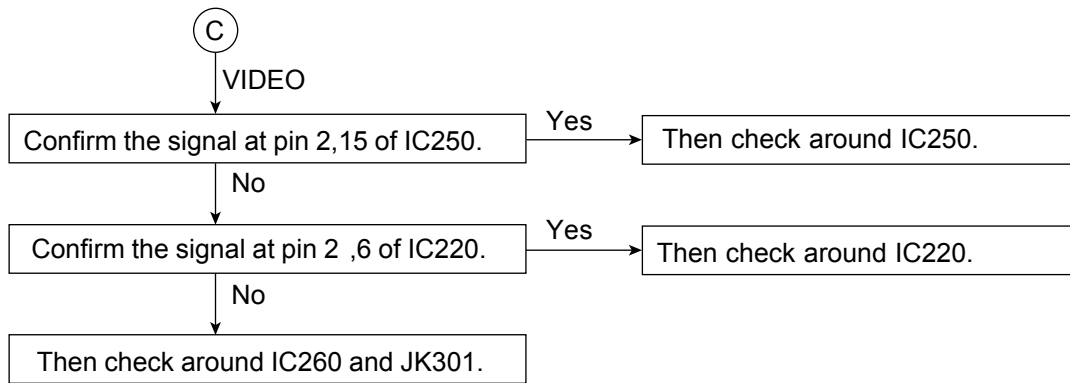 C
VIDEO
Confirm the signal at pin 2,15 of IC250.
Yes
Then check around IC250.
No
Confirm the signal at pin 2 ,6 of IC220.
Yes
Then check around IC220.
No
Then check around IC260 and JK301.